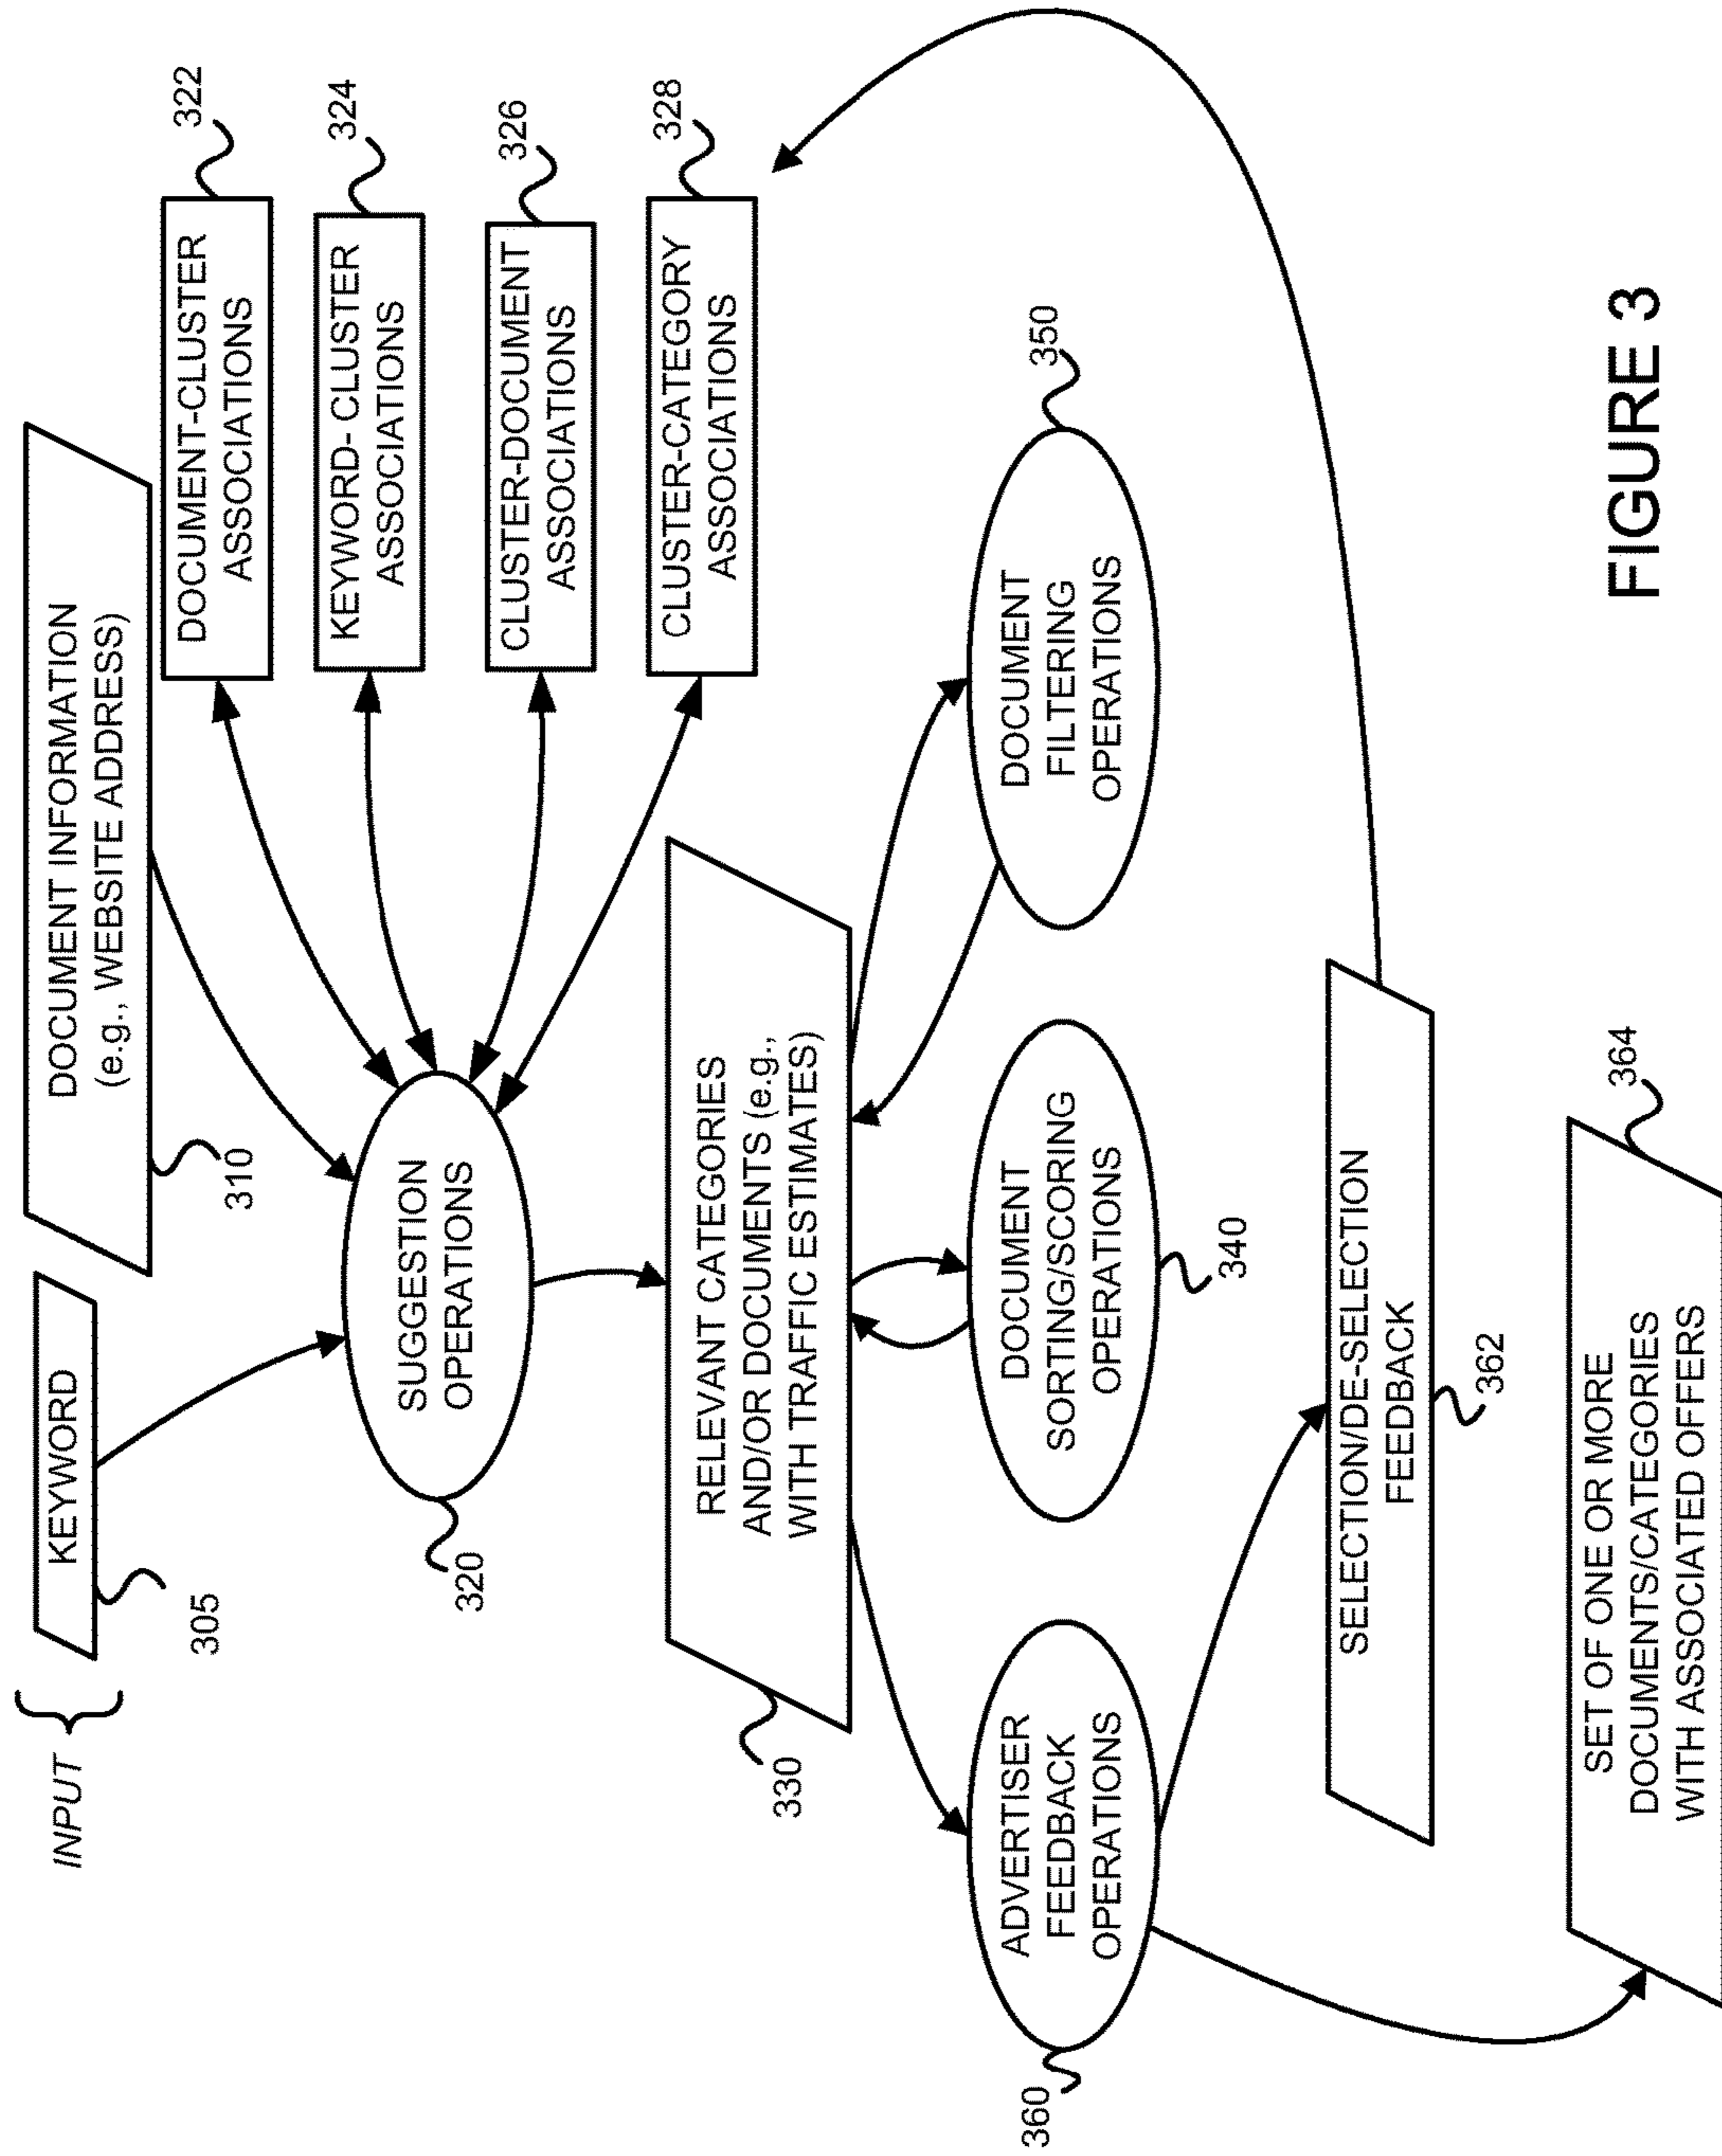 INPUT
KEYWORD
305
DOCUMENT INFORMATION
(e.g., WEBSITE ADDRESS)
310
SUGGESTION
OPERATIONS
320
DOCUMENT-CLUSTER
ASSOCIATIONS
322
KEYWORD- CLUSTER
ASSOCIATIONS
324
CLUSTER-DOCUMENT
ASSOCIATIONS
326
CLUSTER-CATEGORY
ASSOCIATIONS
328
RELEVANT CATEGORIES
AND/OR DOCUMENTS (e.g.,
WITH TRAFFIC ESTIMATES)
330
ADVERTISER
FEEDBACK
OPERATIONS
360
DOCUMENT
SORTING/SCORING
OPERATIONS
340
DOCUMENT
FILTERING
OPERATIONS
350
SELECTION/DE-SELECTION
FEEDBACK
362
SET OF ONE OR MORE
DOCUMENTS/CATEGORIES
WITH ASSOCIATED OFFERS
364
FIGURE 3